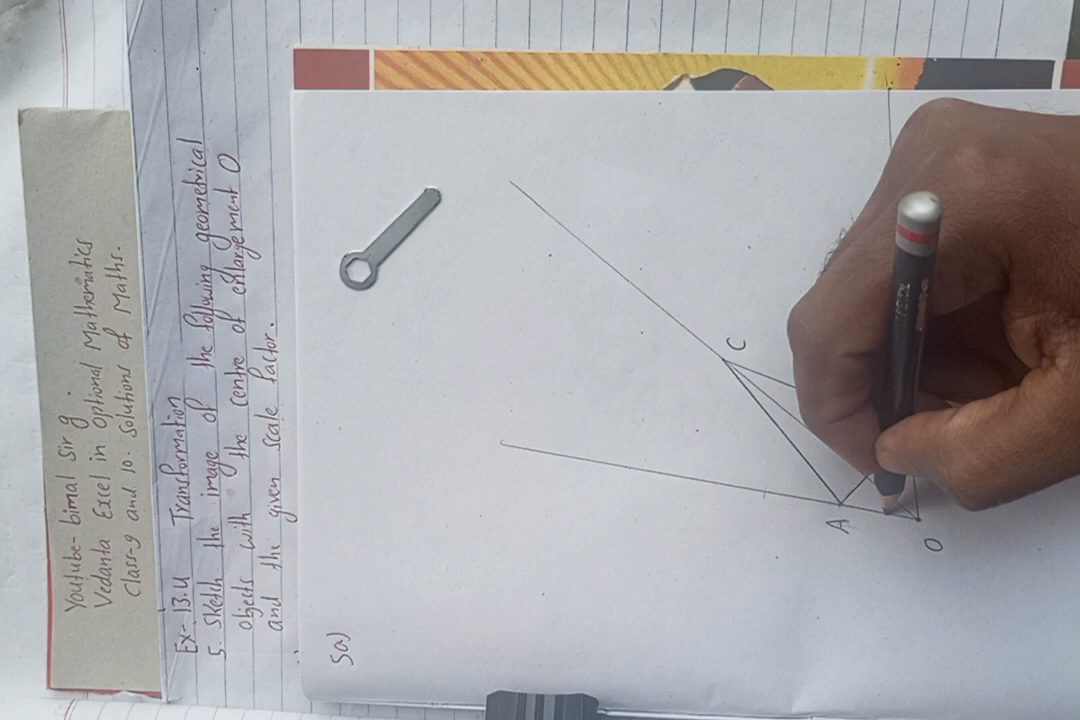 Youtube- bimal Sir g.
Vedanta Excel in Optional Mathematics
Class-9 and 10. Solutions of Maths.
Ex- 13.4 Transformation
5. Sketch the image of the following geometrical
objects with the centre of enlargement O
and the given scale factor.
5a)
C
A
O